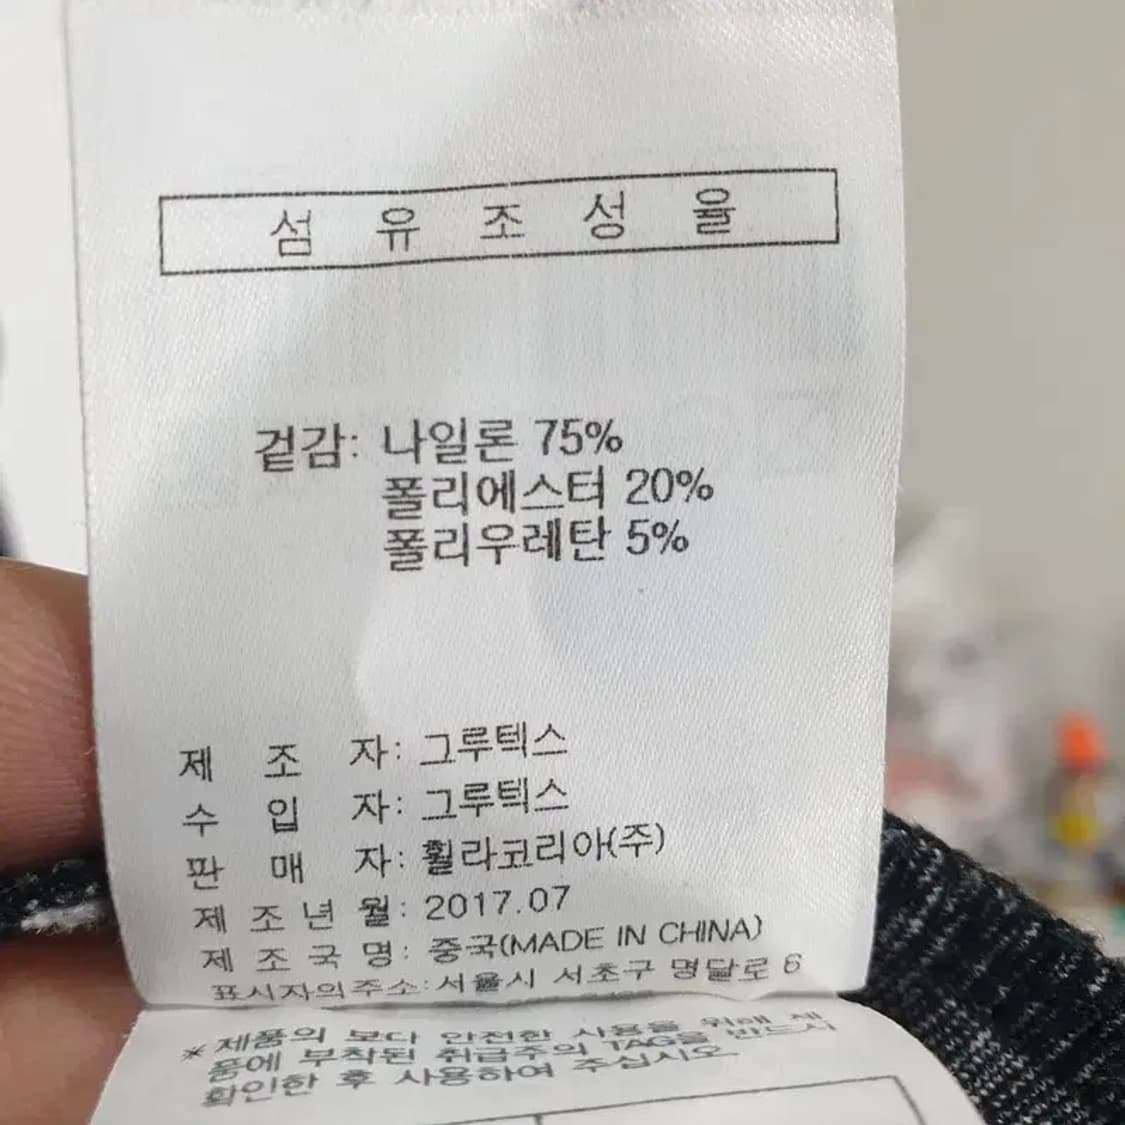 섬 유 조 성 율
겉감: 나일론 75%
폴리에스터 20%
폴리우레탄 5%
제 조 자: 그루텍스
수 입 자: 그루텍스
판 매 자: 휠라코리아(주)
제 조 년 월: 2017.07
제 조 국 명: 중국(MADE IN CHINA)
표시자의주소:서울시 서초구 명달로 6
※ 제품의 보다 안전한 사용을 위해 제
품에 부착된 취급주의 TAG을 반드시
확인한 후 사용하여 주십시오.